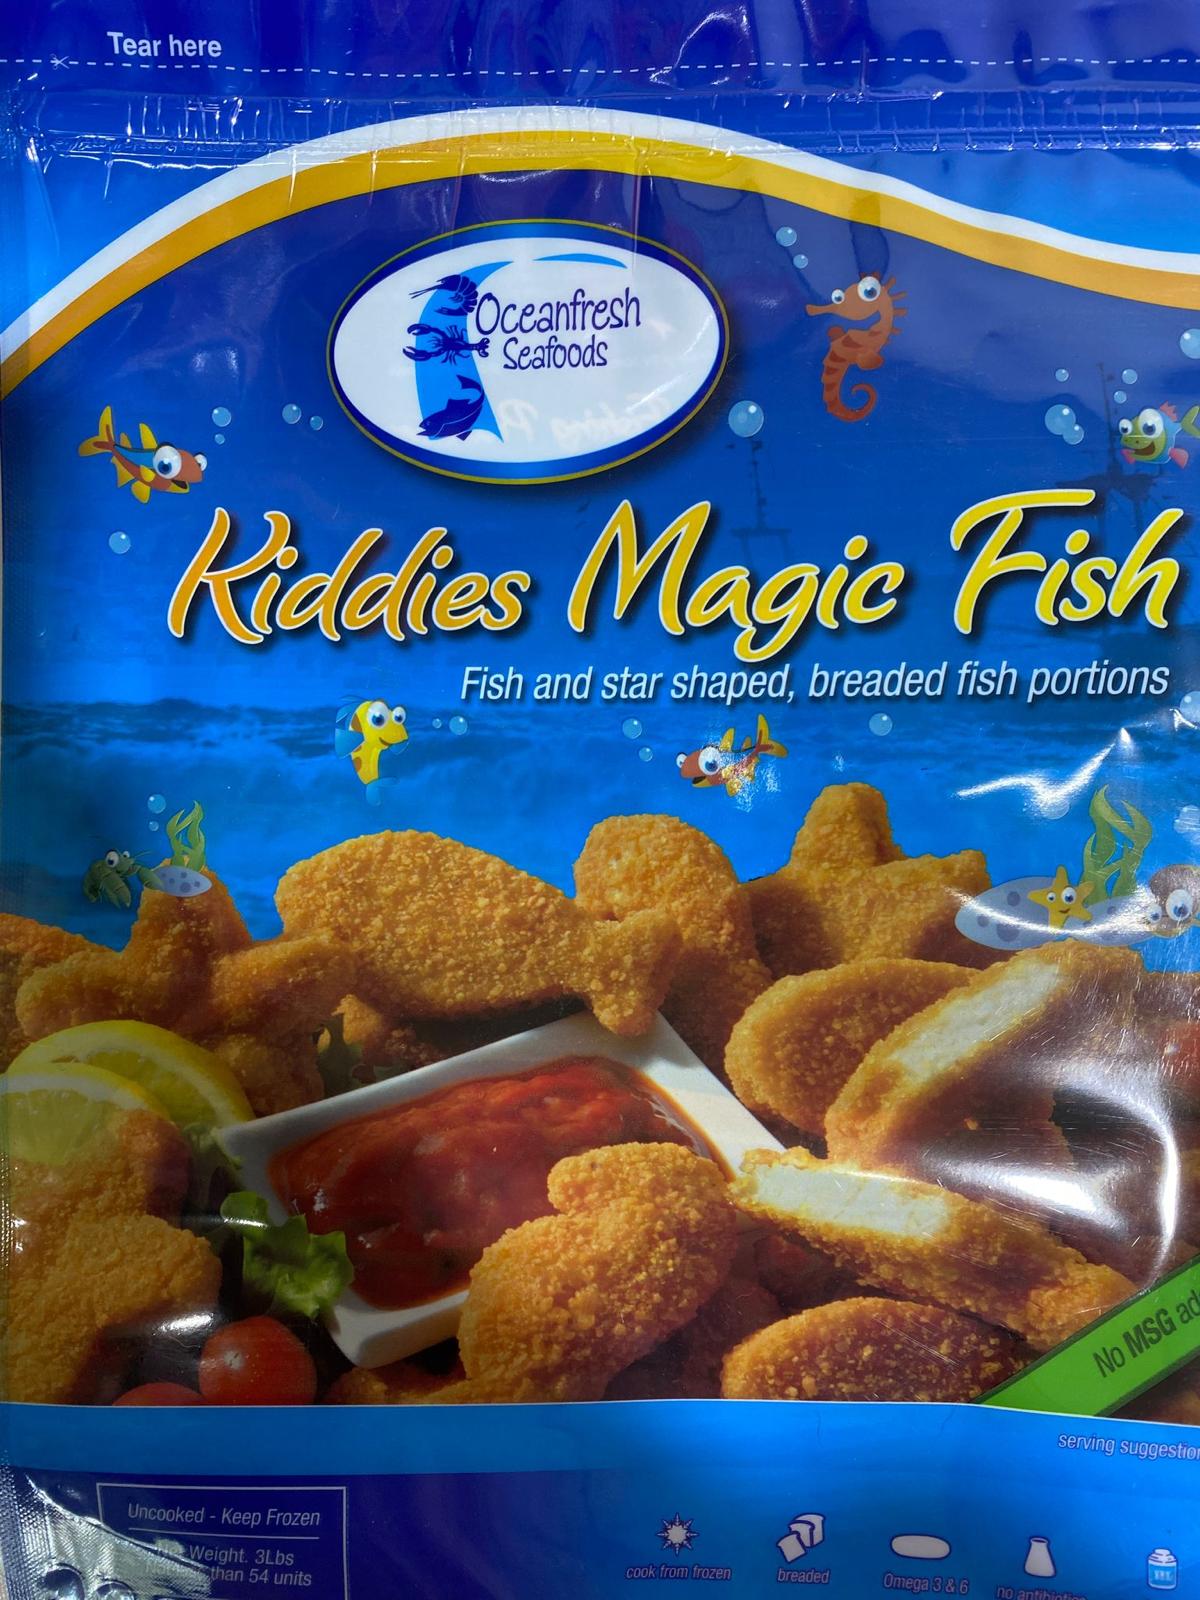 Tear here
Oceanfresh
Seafoods
Kiddies Magic Fish
Fish and star shaped, breaded fish portions
No MSG
serving
Uncooked - Keep Frozen
Weight. 3Lbs
than 54 units
cook from frozen
breaded
Omega 3 & 6
no